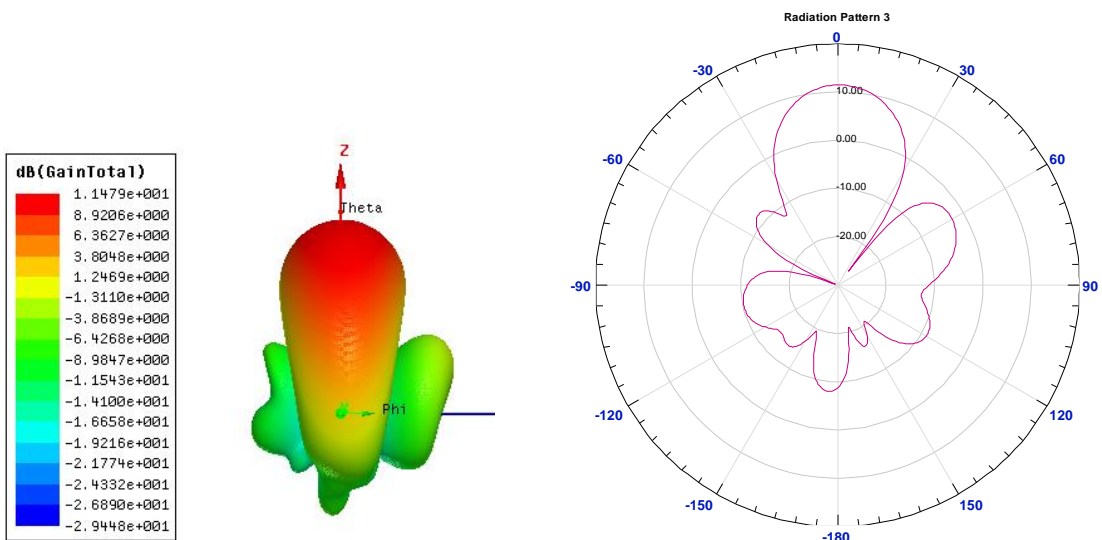 dB(GainTotal)
1.1479e+001
8.9206e+000
6.3627e+000
3.8048e+000
1.2469e+000
-1.3110e+000
-3.8689e+000
-6.4268e+000
-8.9847e+000
-1.1543e+001
-1.4100e+001
-1.6658e+001
-1.9216e+001
-2.1774e+001
-2.4332e+001
-2.6890e+001
-2.9448e+001
Z
Theta
Phi
Radiation Pattern 3
0
-30
30
10.00
0.00
-60
60
-10.00
-20.00
-90
90
-120
120
-150
150
-180